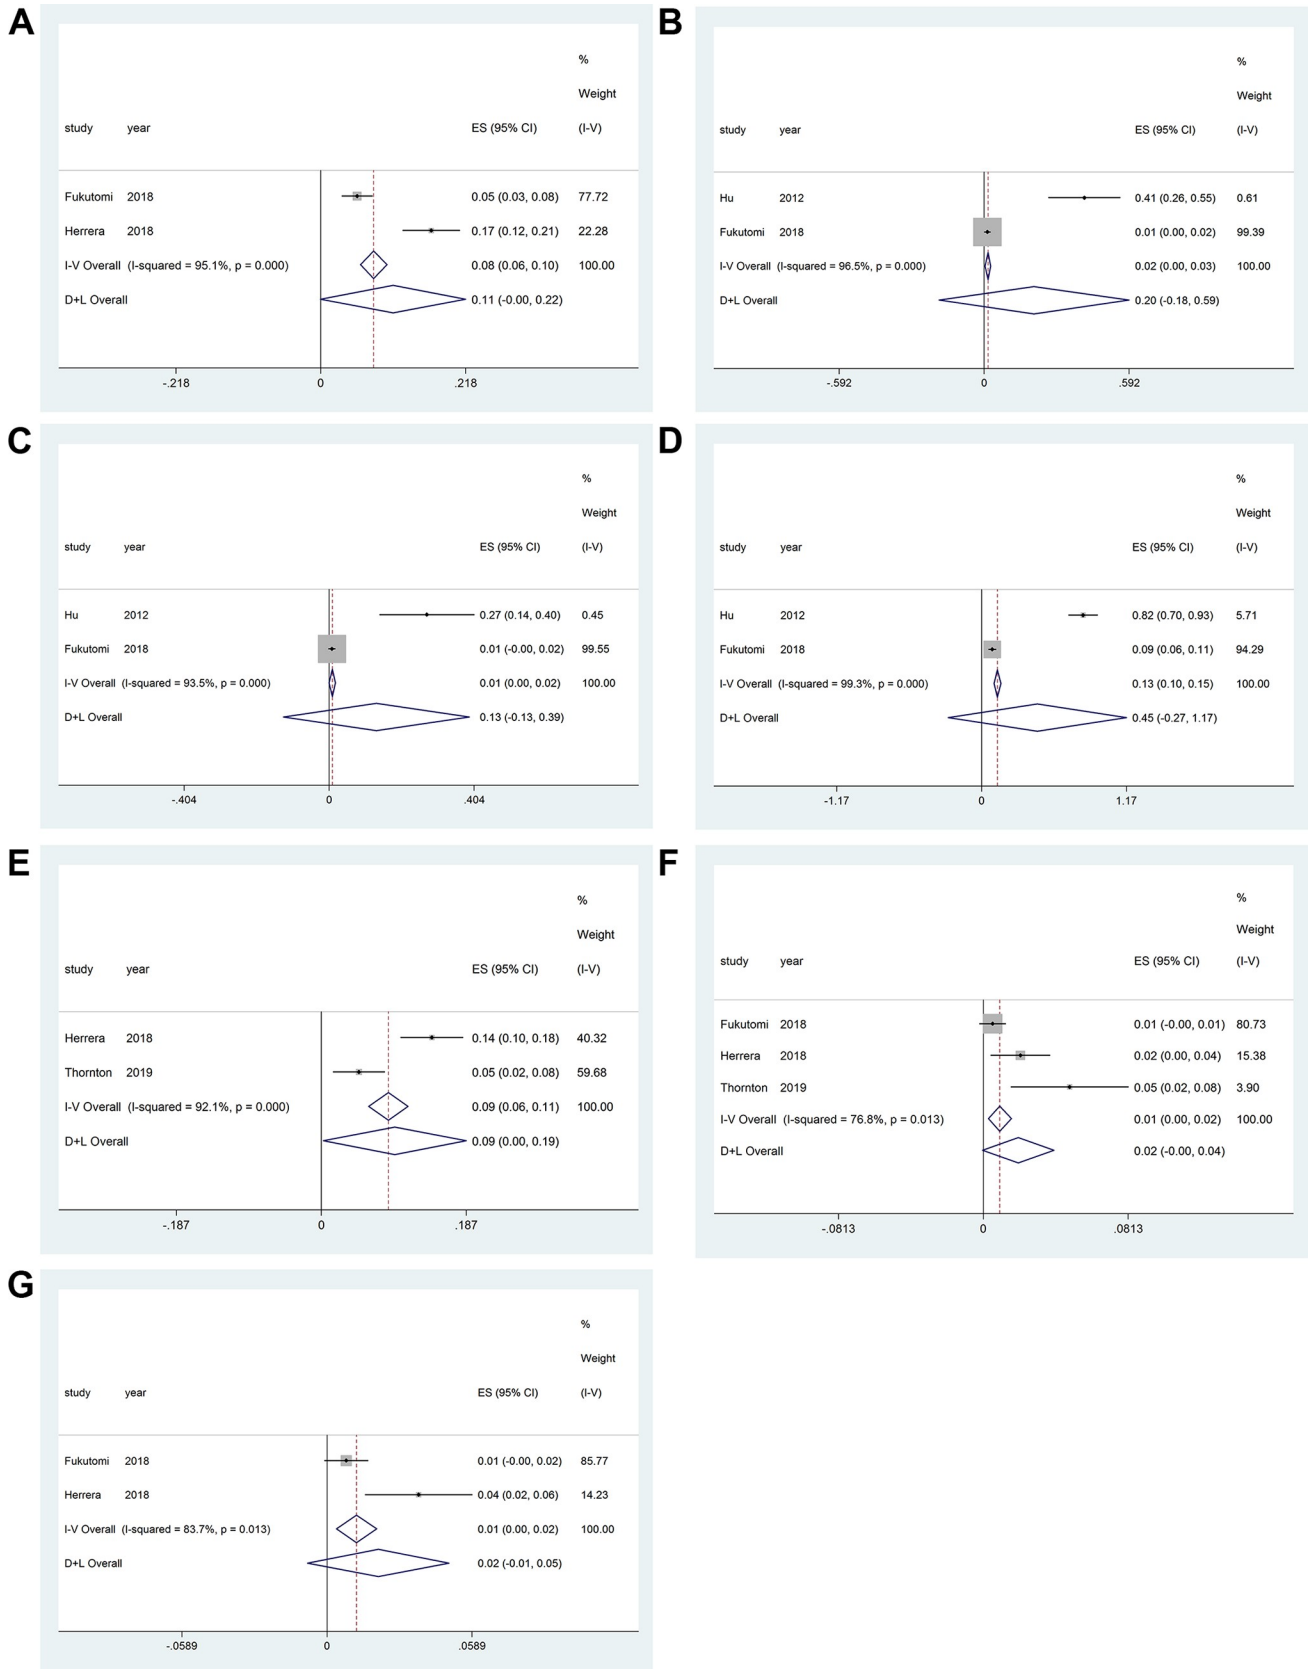 A
%
Weight
study year ES (95% CI) (I-V)
Fukutomi 2018 0.05 (0.03, 0.08) 77.72
Herrera 2018 0.17 (0.12, 0.21) 22.28
I-V Overall (I-squared = 95.1%, p = 0.000) 0.08 (0.06, 0.10) 100.00
D+L Overall 0.11 (-0.00, 0.22)
-.218 0 .218
B
%
Weight
study year ES (95% CI) (I-V)
Hu 2012 0.41 (0.26, 0.55) 0.61
Fukutomi 2018 0.01 (0.00, 0.02) 99.39
I-V Overall (I-squared = 96.5%, p = 0.000) 0.02 (0.00, 0.03) 100.00
D+L Overall 0.20 (-0.18, 0.59)
-.592 0 .592
C
%
Weight
study year ES (95% CI) (I-V)
Hu 2012 0.27 (0.14, 0.40) 0.45
Fukutomi 2018 0.01 (-0.00, 0.02) 99.55
I-V Overall (I-squared = 93.5%, p = 0.000) 0.01 (0.00, 0.02) 100.00
D+L Overall 0.13 (-0.13, 0.39)
-.404 0 .404
D
%
Weight
study year ES (95% CI) (I-V)
Hu 2012 0.82 (0.70, 0.93) 5.71
Fukutomi 2018 0.09 (0.06, 0.11) 94.29
I-V Overall (I-squared = 99.3%, p = 0.000) 0.13 (0.10, 0.15) 100.00
D+L Overall 0.45 (-0.27, 1.17)
-1.17 0 1.17
E
%
Weight
study year ES (95% CI) (I-V)
Herrera 2018 0.14 (0.10, 0.18) 40.32
Thornton 2019 0.05 (0.02, 0.08) 59.68
I-V Overall (I-squared = 92.1%, p = 0.000) 0.09 (0.06, 0.11) 100.00
D+L Overall 0.09 (0.00, 0.19)
-.187 0 .187
F
%
Weight
study year ES (95% CI) (I-V)
Fukutomi 2018 0.01 (-0.00, 0.01) 80.73
Herrera 2018 0.02 (0.00, 0.04) 15.38
Thornton 2019 0.05 (0.02, 0.08) 3.90
I-V Overall (I-squared = 76.8%, p = 0.013) 0.01 (0.00, 0.02) 100.00
D+L Overall 0.02 (-0.00, 0.04)
-.0813 0 .0813
G
%
Weight
study year ES (95% CI) (I-V)
Fukutomi 2018 0.01 (-0.00, 0.02) 85.77
Herrera 2018 0.04 (0.02, 0.06) 14.23
I-V Overall (I-squared = 83.7%, p = 0.013) 0.01 (0.00, 0.02) 100.00
D+L Overall 0.02 (-0.01, 0.05)
-.0589 0 .0589